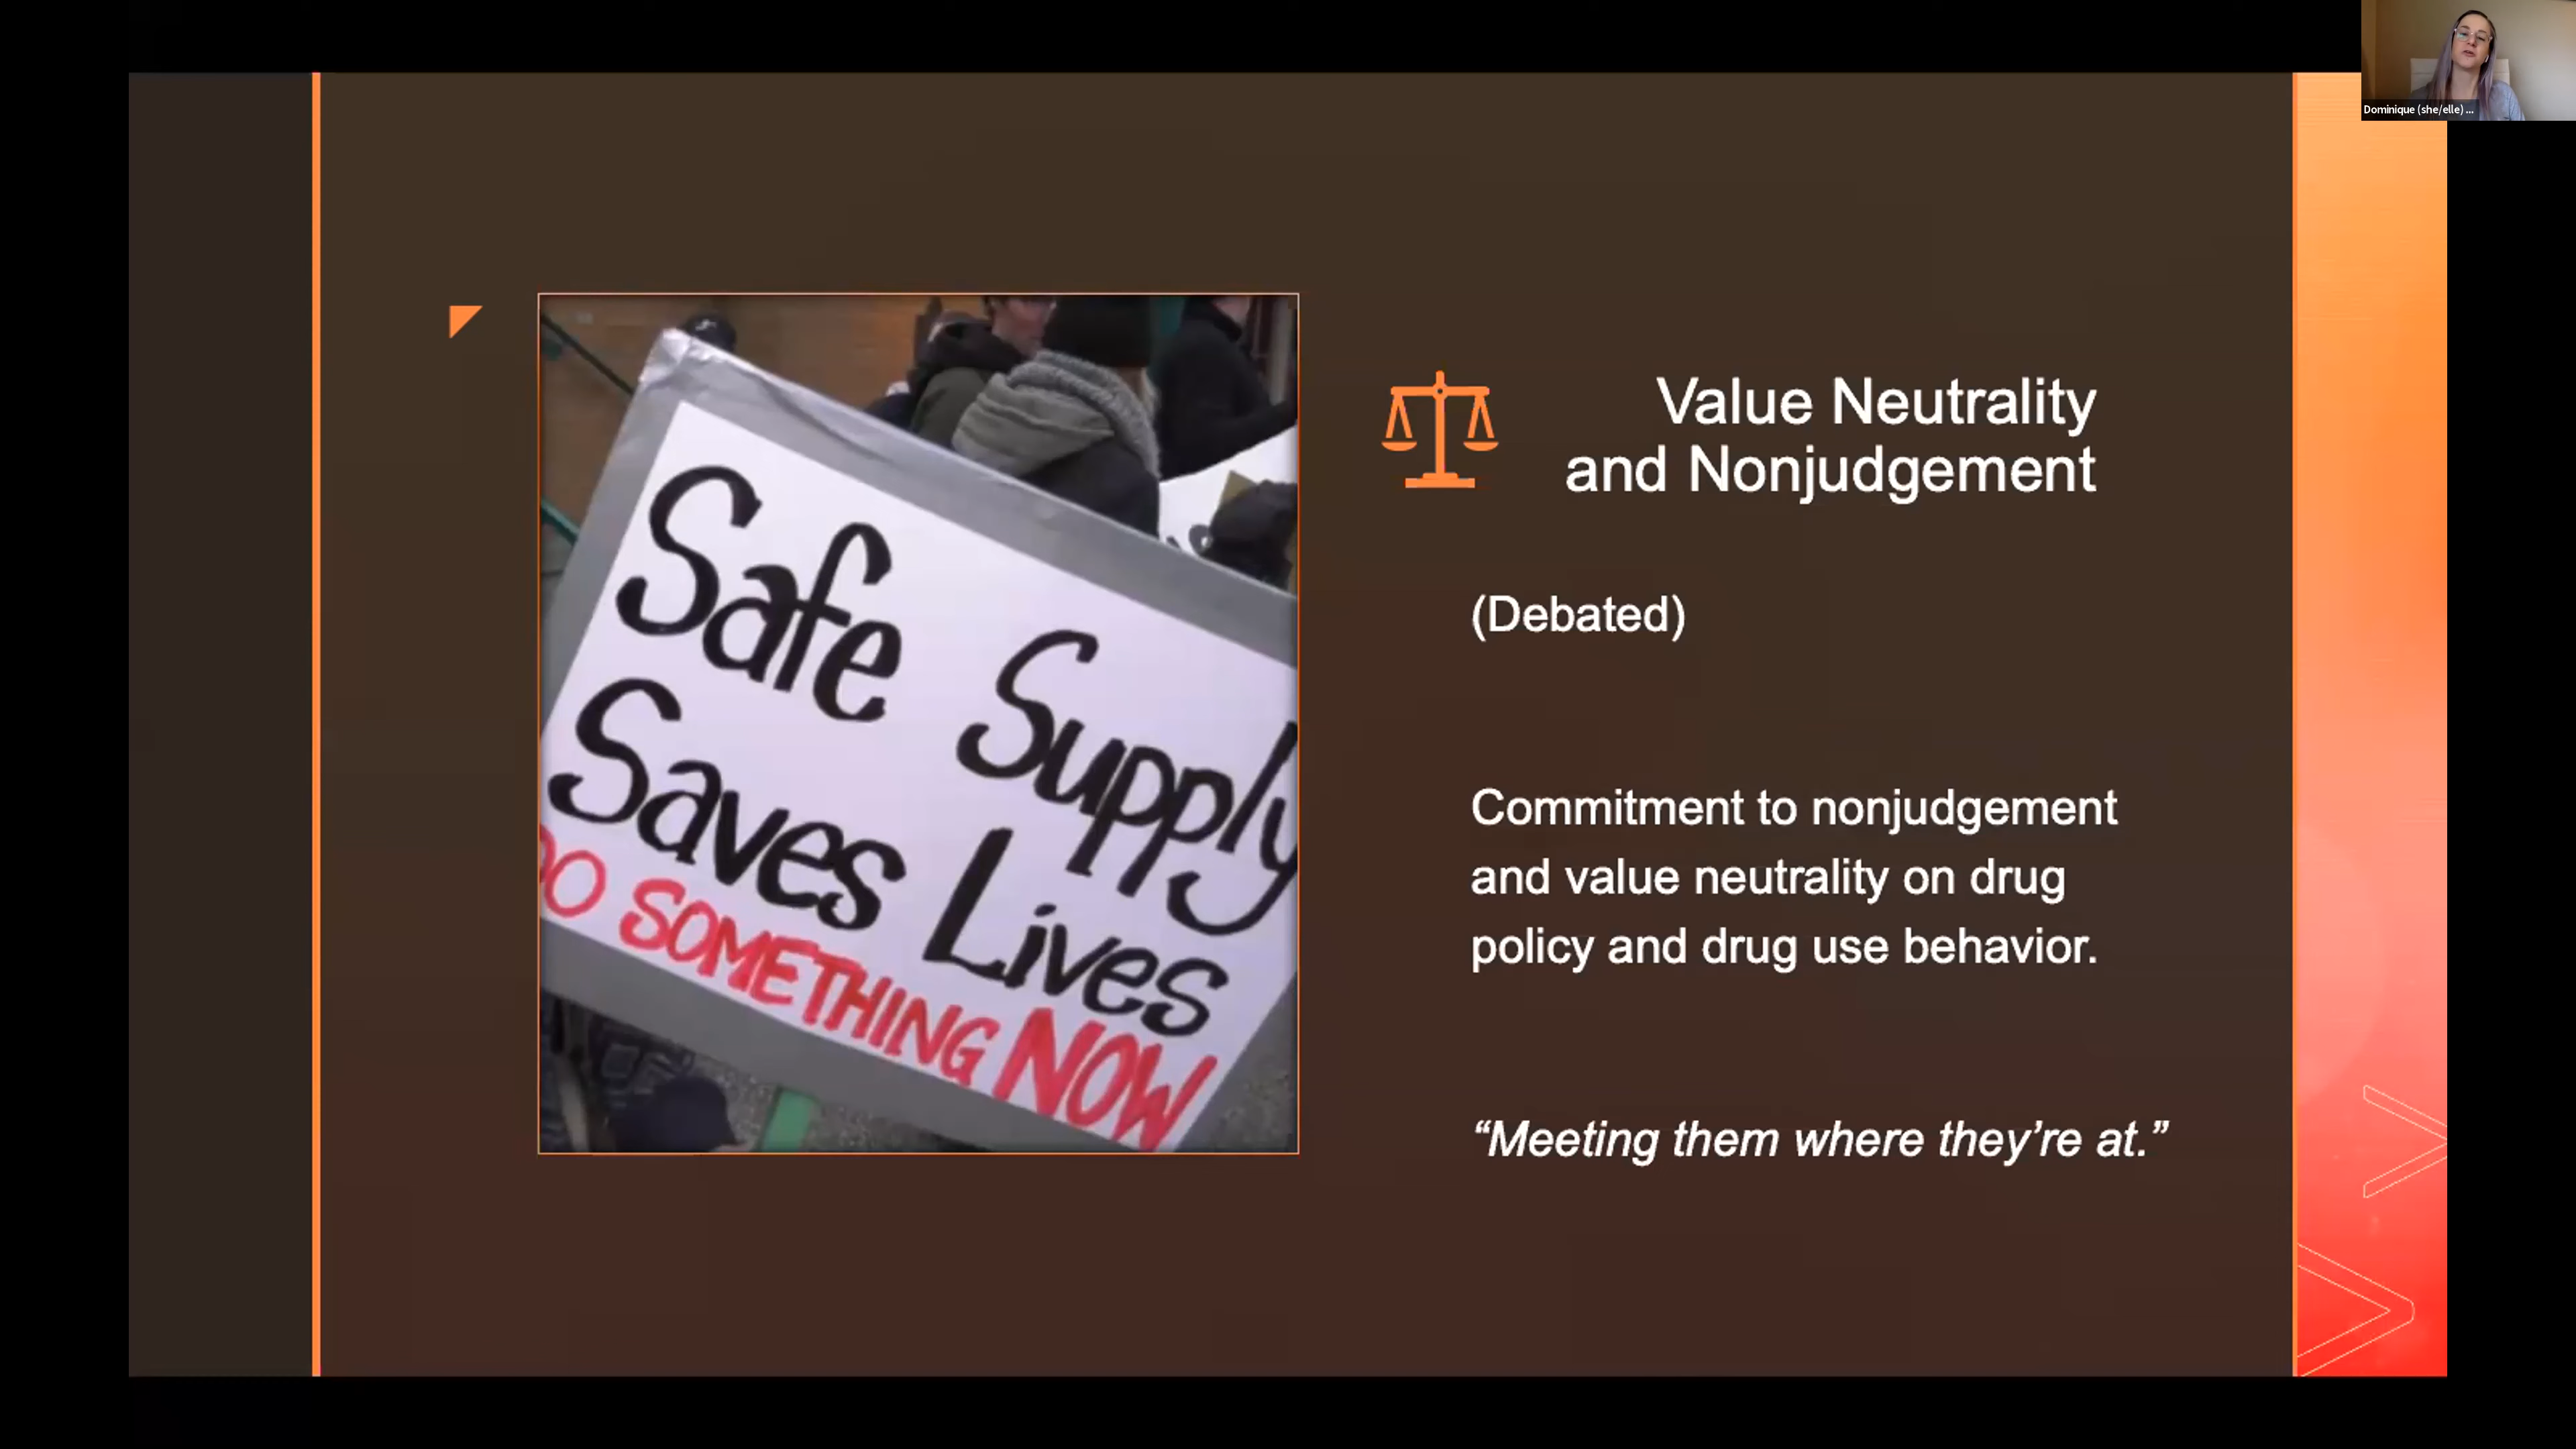 Dominique (she/elle) ...
Value Neutrality
and Nonjudgement
(Debated)
Commitment to nonjudgement
and value neutrality on drug
policy and drug use behavior.
“Meeting them where they’re at.”
Safe Supply
Saves Lives
DO SOMETHING NOW